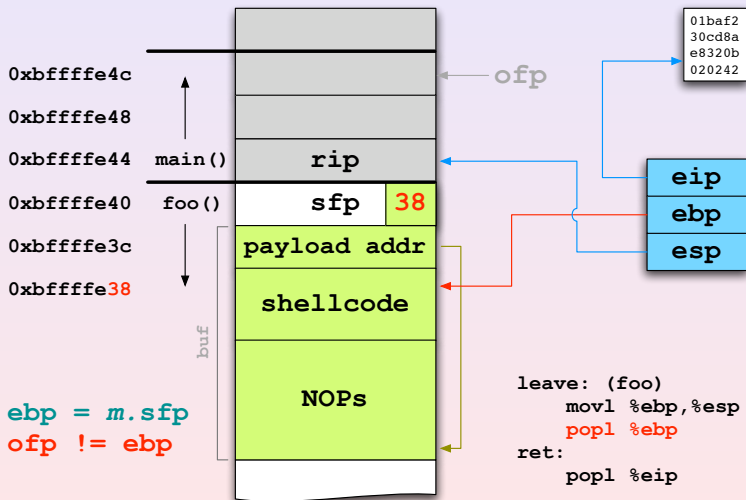 01baf2
30cd8a
e8320b
020242
0xbffffe4c
ofp
0xbffffe48
0xbffffe44 main() rip
eip
0xbffffe40 foo() sfp 38
ebp
0xbffffe3c payload addr
esp
0xbffffe38
shellcode
buf
NOPs
leave: (foo)
movl %ebp,%esp
popl %ebp
ret:
popl %eip
ebp = m.sfp
ofp != ebp